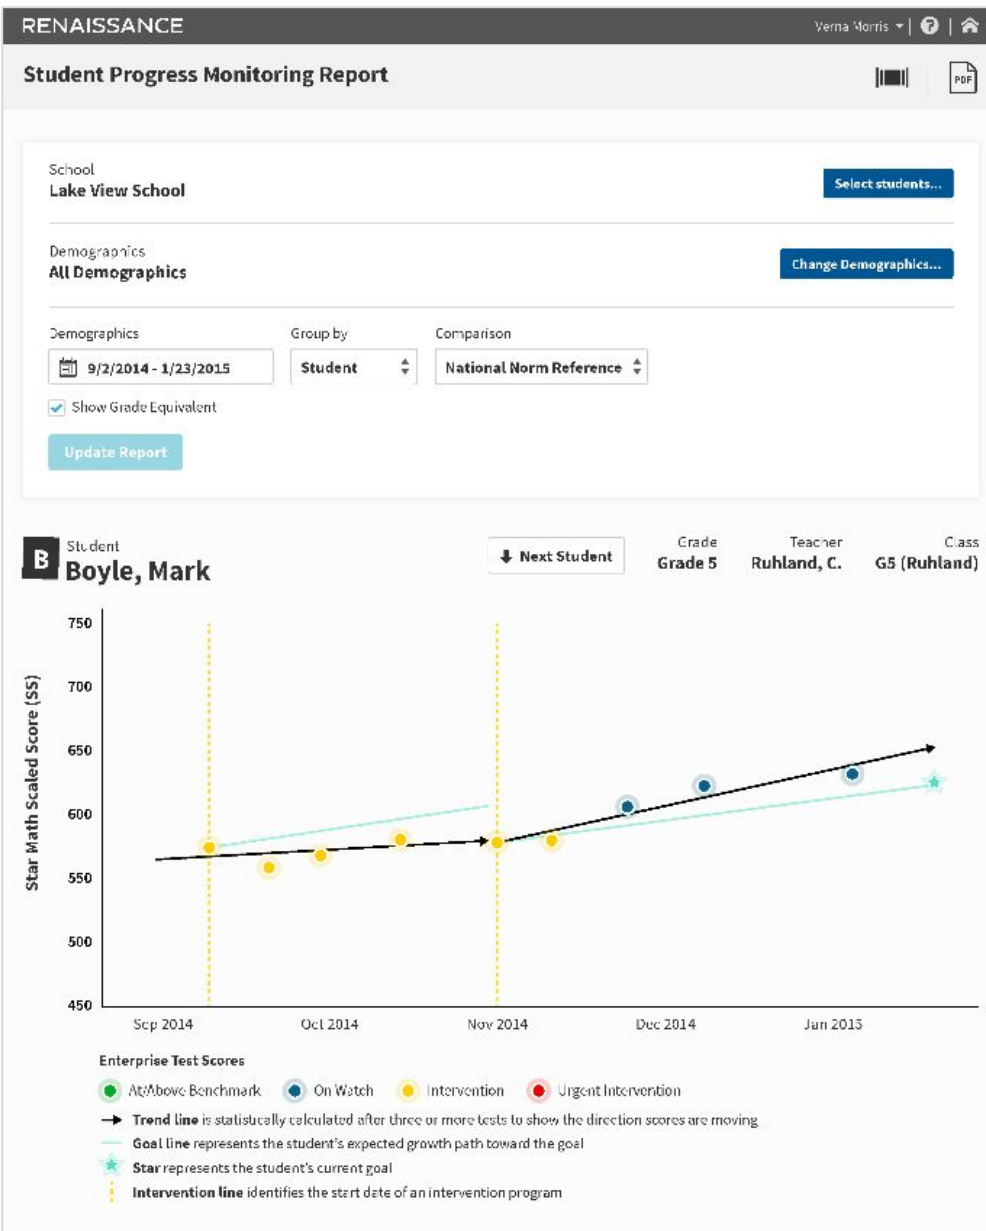 RENAISSANCE
Verna Morris
?
Student Progress Monitoring Report
PDF
School
Lake View School
Select students...
Demographics
All Demographics
Change Demographics...
Demographics
Group by
Comparison
9/2/2014 - 1/23/2015
Student
National Norm Reference
Show Grade Equivalent
Update Report
B
Student
Boyle, Mark
Next Student
Grade
Grade 5
Teacher
Ruhland, C.
Class
G5 (Ruhland)
Star Math Scaled Score (SS)
750
700
650
600
550
500
450
Sep 2014
Oct 2014
Nov 2014
Dec 2014
Jan 2015
Enterprise Test Scores
At/Above Benchmark
On Watch
Intervention
Urgent Intervention
Trend line is statistically calculated after three or more tests to show the direction scores are moving
Goal line represents the student's expected growth path toward the goal
Star represents the student's current goal
Intervention line identifies the start date of an intervention program